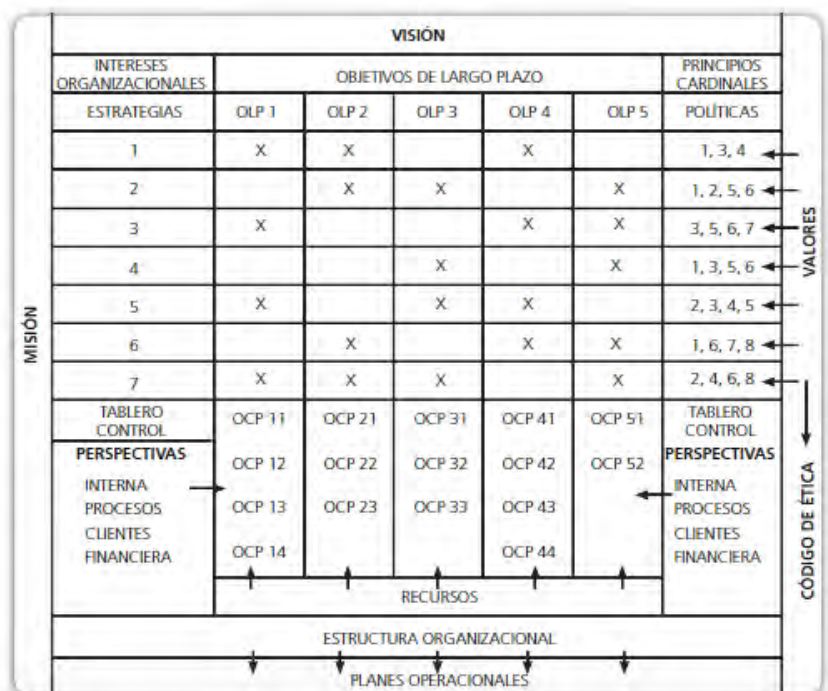 VISIÓN
INTERESES ORGANIZACIONALES OBJETIVOS DE LARGO PLAZO PRINCIPIOS CARDINALES
ESTRATEGIAS OLP 1 OLP 2 OLP 3 OLP 4 OLP 5 POLÍTICAS
1 X X X 1, 3, 4
2 X X X 1, 2, 5, 6
3 X X X 3, 5, 6, 7
4 X X 1, 3, 5, 6
5 X X X 2, 3, 4, 5
6 X X X 1, 6, 7, 8
7 X X X X 2, 4, 6, 8
TABLERO CONTROL OCP 11 OCP 21 OCP 31 OCP 41 OCP 51 TABLERO CONTROL
PERSPECTIVAS OCP 12 OCP 22 OCP 32 OCP 42 OCP 52 PERSPECTIVAS
INTERNA INTERNA
PROCESOS OCP 13 OCP 23 OCP 33 OCP 43 PROCESOS
CLIENTES CLIENTES
FINANCIERA OCP 14 OCP 44 FINANCIERA
RECURSOS
ESTRUCTURA ORGANIZACIONAL
PLANES OPERACIONALES
MISIÓN
VALORES
CÓDIGO DE ÉTICA